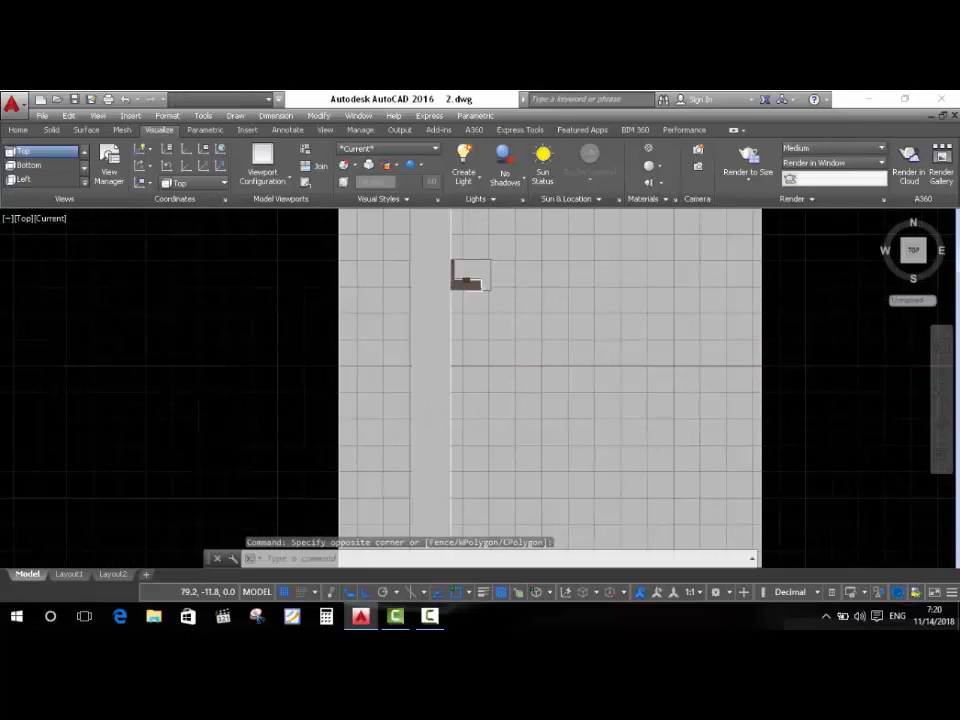 Autodesk AutoCAD 2016 2.dwg
Type a keyword or phrase
Sign In
File Edit View Insert Format Tools Draw Dimension Modify Window Help Express Parametric
Home Solid Surface Mesh Visualize Parametric Insert Annotate View Manage Output Add-ins A360 Express Tools Featured Apps BIM 360 Performance
Top
Bottom
Left
View
Manager
Top
Viewport
Configuration
Join
*Current*
60
Create
Light
No
Shadows
Sun
Status
Render to Size
Medium
Render in Window
Render in
Cloud
Render
Gallery
Views Coordinates Model Viewports Visual Styles Lights Sun & Location Materials Camera Render A360
[−][Top][Current]
N
W TOP E
S
Unnamed
Command: Specify opposite corner or [Fence/WPolygon/CPolygon]:
Type a command
Model Layout1 Layout2 +
79.2, -11.8, 0.0 MODEL 1:1 Decimal
ENG
7:20
11/14/2018